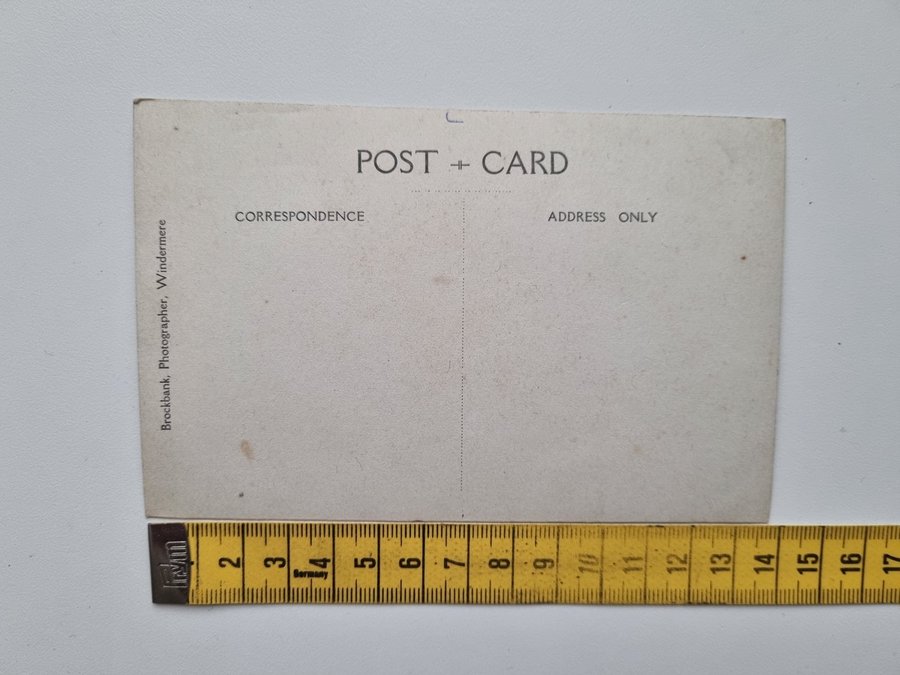 POST CARD
CORRESPONDENCE
ADDRESS ONLY
Brockbank, Photographer, Windermere
2 3 4 5 6 7 8 9 10 11 12 13 14 15 16 17
Germany